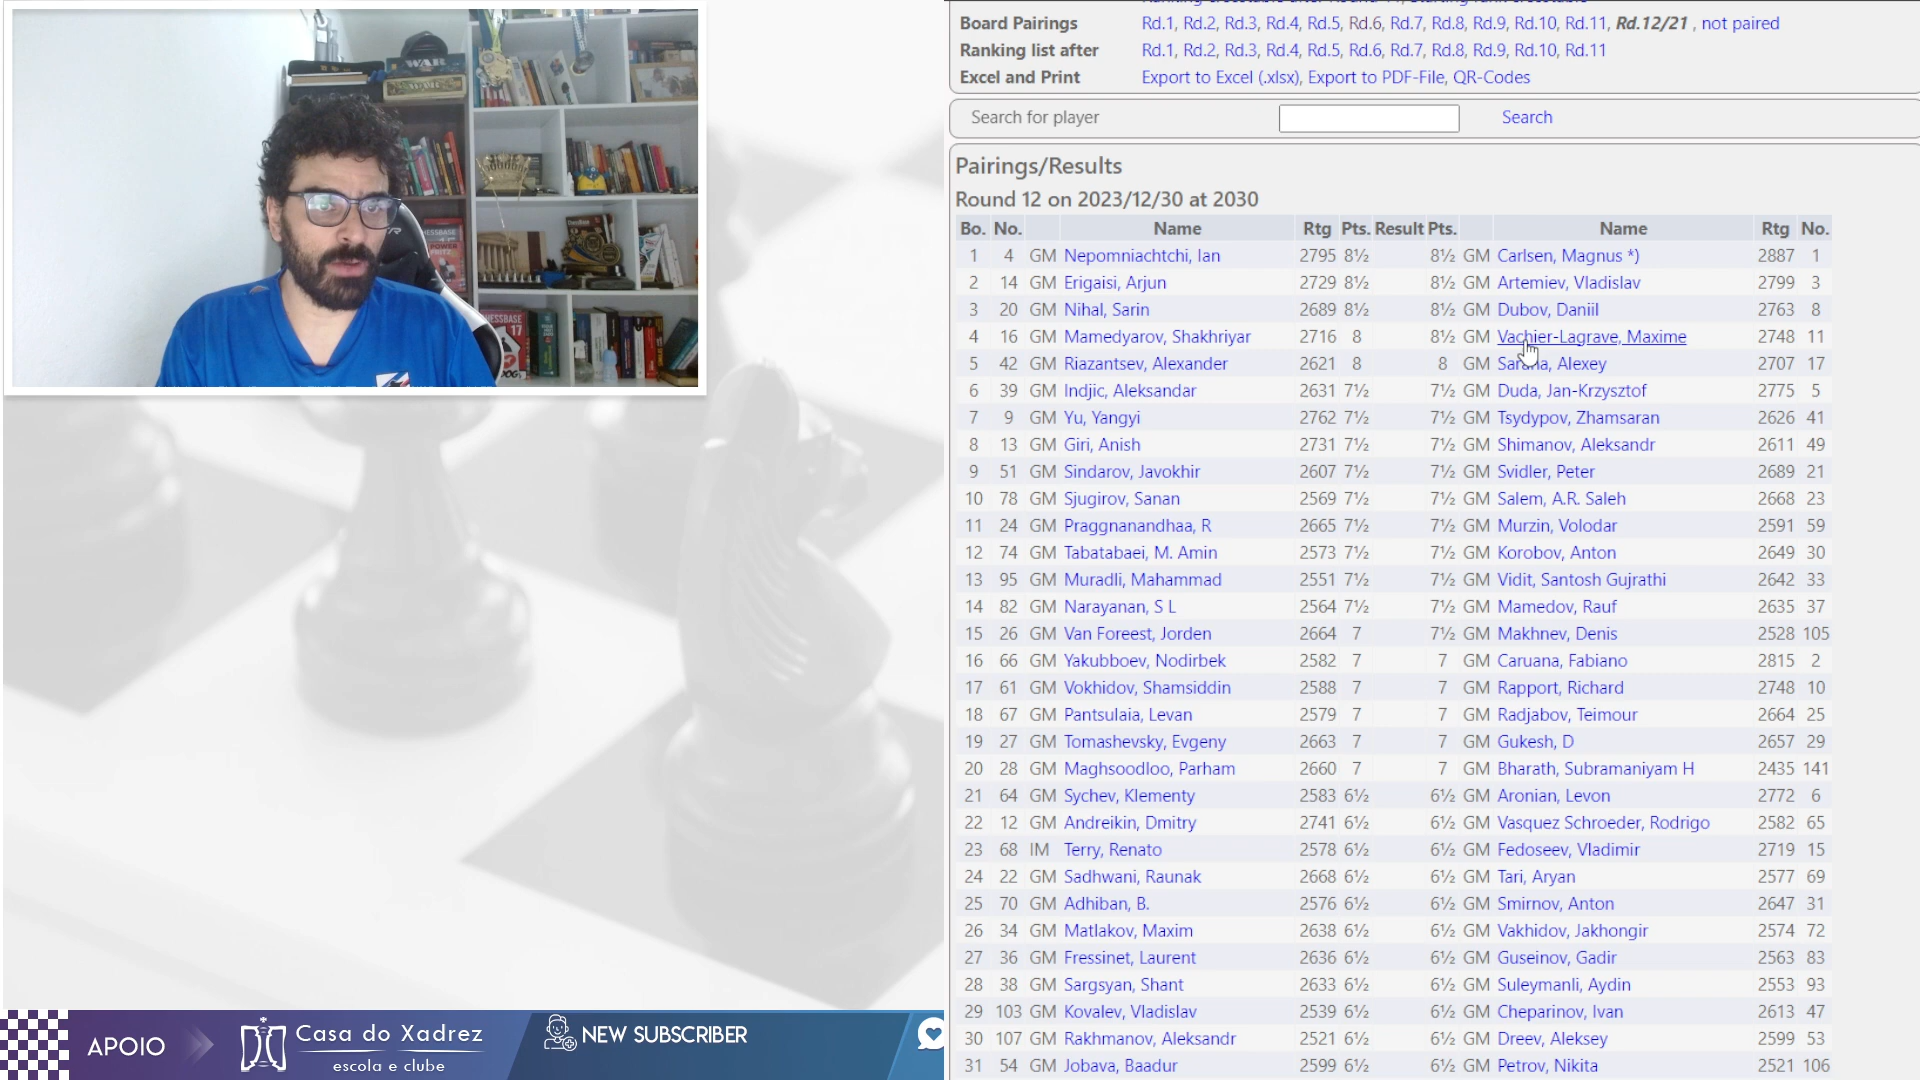 WAR
Board Pairings Rd.1, Rd.2, Rd.3, Rd.4, Rd.5, Rd.6, Rd.7, Rd.8, Rd.9, Rd.10, Rd.11, Rd.12/21 , not paired
Ranking list after Rd.1, Rd.2, Rd.3, Rd.4, Rd.5, Rd.6, Rd.7, Rd.8, Rd.9, Rd.10, Rd.11
Excel and Print Export to Excel (.xlsx), Export to PDF-File, QR-Codes
Search for player Search
Pairings/Results
Round 12 on 2023/12/30 at 2030
Bo. No. Name Rtg Pts. Result Pts. Name Rtg No.
1 4 GM Nepomniachtchi, Ian 2795 8½ 8½ GM Carlsen, Magnus *) 2887 1
2 14 GM Erigaisi, Arjun 2729 8½ 8½ GM Artemiev, Vladislav 2799 3
3 20 GM Nihal, Sarin 2689 8½ 8½ GM Dubov, Daniil 2763 8
4 16 GM Mamedyarov, Shakhriyar 2716 8 8½ GM Vachier-Lagrave, Maxime 2748 11
5 42 GM Riazantsev, Alexander 2621 8 8 GM Sarana, Alexey 2707 17
6 39 GM Indjic, Aleksandar 2631 7½ 7½ GM Duda, Jan-Krzysztof 2775 5
7 9 GM Yu, Yangyi 2762 7½ 7½ GM Tsydypov, Zhamsaran 2626 41
8 13 GM Giri, Anish 2731 7½ 7½ GM Shimanov, Aleksandr 2611 49
9 51 GM Sindarov, Javokhir 2607 7½ 7½ GM Svidler, Peter 2689 21
10 78 GM Sjugirov, Sanan 2569 7½ 7½ GM Salem, A.R. Saleh 2668 23
11 24 GM Praggnanandhaa, R 2665 7½ 7½ GM Murzin, Volodar 2591 59
12 74 GM Tabatabaei, M. Amin 2573 7½ 7½ GM Korobov, Anton 2649 30
13 95 GM Muradli, Mahammad 2551 7½ 7½ GM Vidit, Santosh Gujrathi 2642 33
14 82 GM Narayanan, S L 2564 7½ 7½ GM Mamedov, Rauf 2635 37
15 26 GM Van Foreest, Jorden 2664 7 7½ GM Makhnev, Denis 2528 105
16 66 GM Yakubboev, Nodirbek 2582 7 7 GM Caruana, Fabiano 2815 2
17 61 GM Vokhidov, Shamsiddin 2588 7 7 GM Rapport, Richard 2748 10
18 67 GM Pantsulaia, Levan 2579 7 7 GM Radjabov, Teimour 2664 25
19 27 GM Tomashevsky, Evgeny 2663 7 7 GM Gukesh, D 2657 29
20 28 GM Maghsoodloo, Parham 2660 7 7 GM Bharath, Subramaniyam H 2435 141
21 64 GM Sychev, Klementy 2583 6½ 6½ GM Aronian, Levon 2772 6
22 12 GM Andreikin, Dmitry 2741 6½ 6½ GM Vasquez Schroeder, Rodrigo 2582 65
23 68 IM Terry, Renato 2578 6½ 6½ GM Fedoseev, Vladimir 2719 15
24 22 GM Sadhwani, Raunak 2668 6½ 6½ GM Tari, Aryan 2577 69
25 70 GM Adhiban, B. 2576 6½ 6½ GM Smirnov, Anton 2647 31
26 34 GM Matlakov, Maxim 2638 6½ 6½ GM Vakhidov, Jakhongir 2574 72
27 36 GM Fressinet, Laurent 2636 6½ 6½ GM Guseinov, Gadir 2563 83
28 38 GM Sargsyan, Shant 2633 6½ 6½ GM Suleymanli, Aydin 2553 93
29 103 GM Kovalev, Vladislav 2539 6½ 6½ GM Cheparinov, Ivan 2613 47
30 107 GM Rakhmanov, Aleksandr 2521 6½ 6½ GM Dreev, Aleksey 2599 53
31 54 GM Jobava, Baadur 2599 6½ 6½ GM Petrov, Nikita 2521 106
APOIO
Casa do Xadrez
escola e clube
NEW SUBSCRIBER